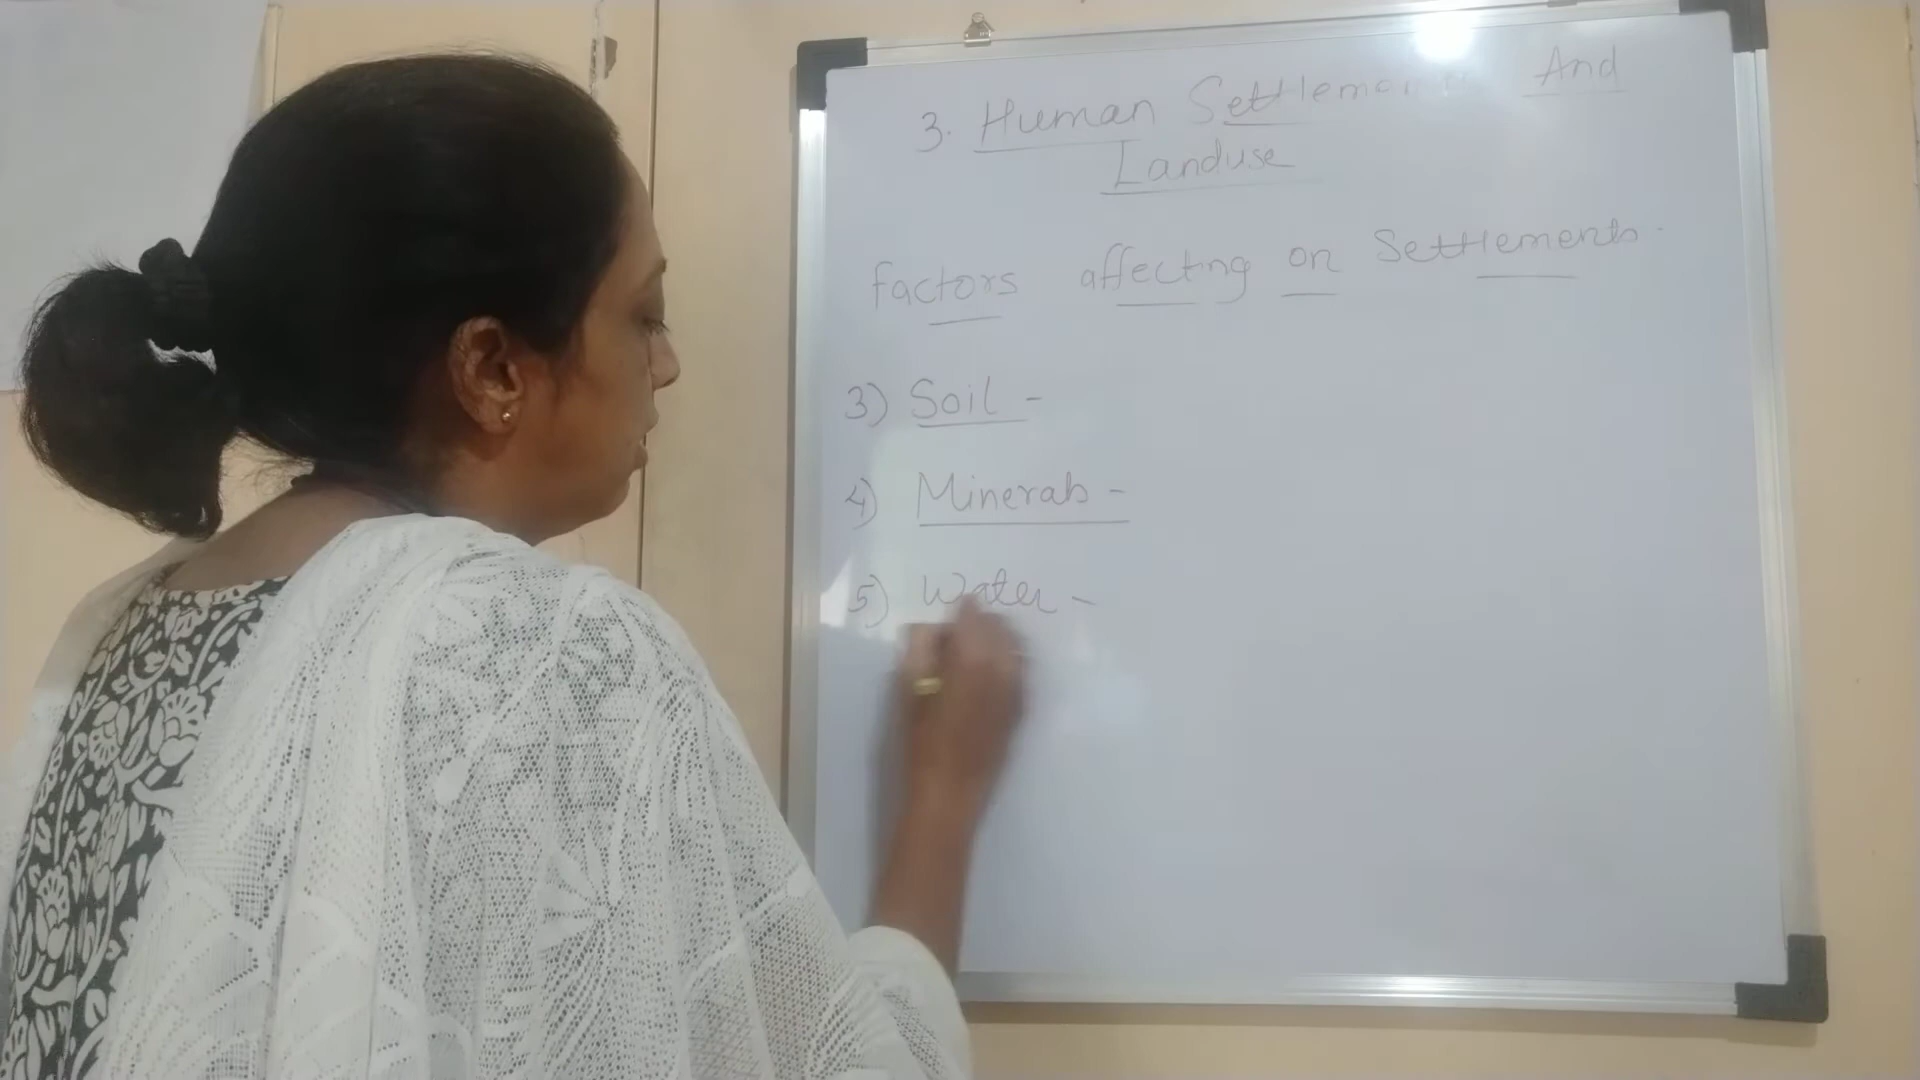 3. Human Settlements And
Landuse
factors affecting on Settlements.
3) Soil -
4) Minerals -
5) Water -